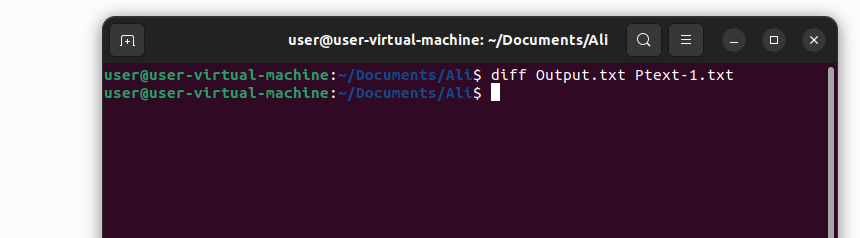 user@user-virtual-machine: ~/Documents/Ali
user@user-virtual-machine:~/Documents/Ali$ diff Output.txt Ptext-1.txt
user@user-virtual-machine:~/Documents/Ali$